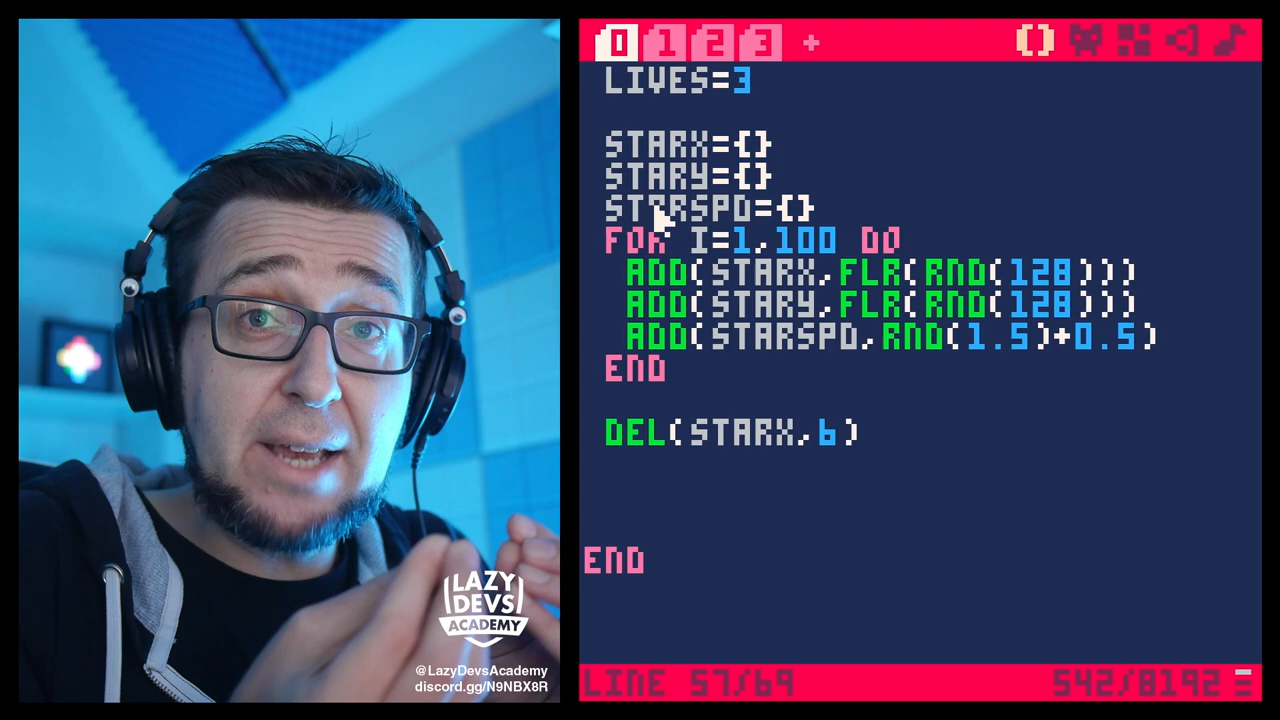 LAZY
DEVS
ACADEMY
@LazyDevsAcademy
discord.gg/N9NBX8R
0 1 2 3 +
LIVES=3
STARX={}
STARY={}
STARSPD={}
FOR I=1,100 DO
ADD(STARX,FLR(RND(128)))
ADD(STARY,FLR(RND(128)))
ADD(STARSPD,RND(1.5)+0.5)
END
DEL(STARX,6)
END
LINE 57/69
542/8192